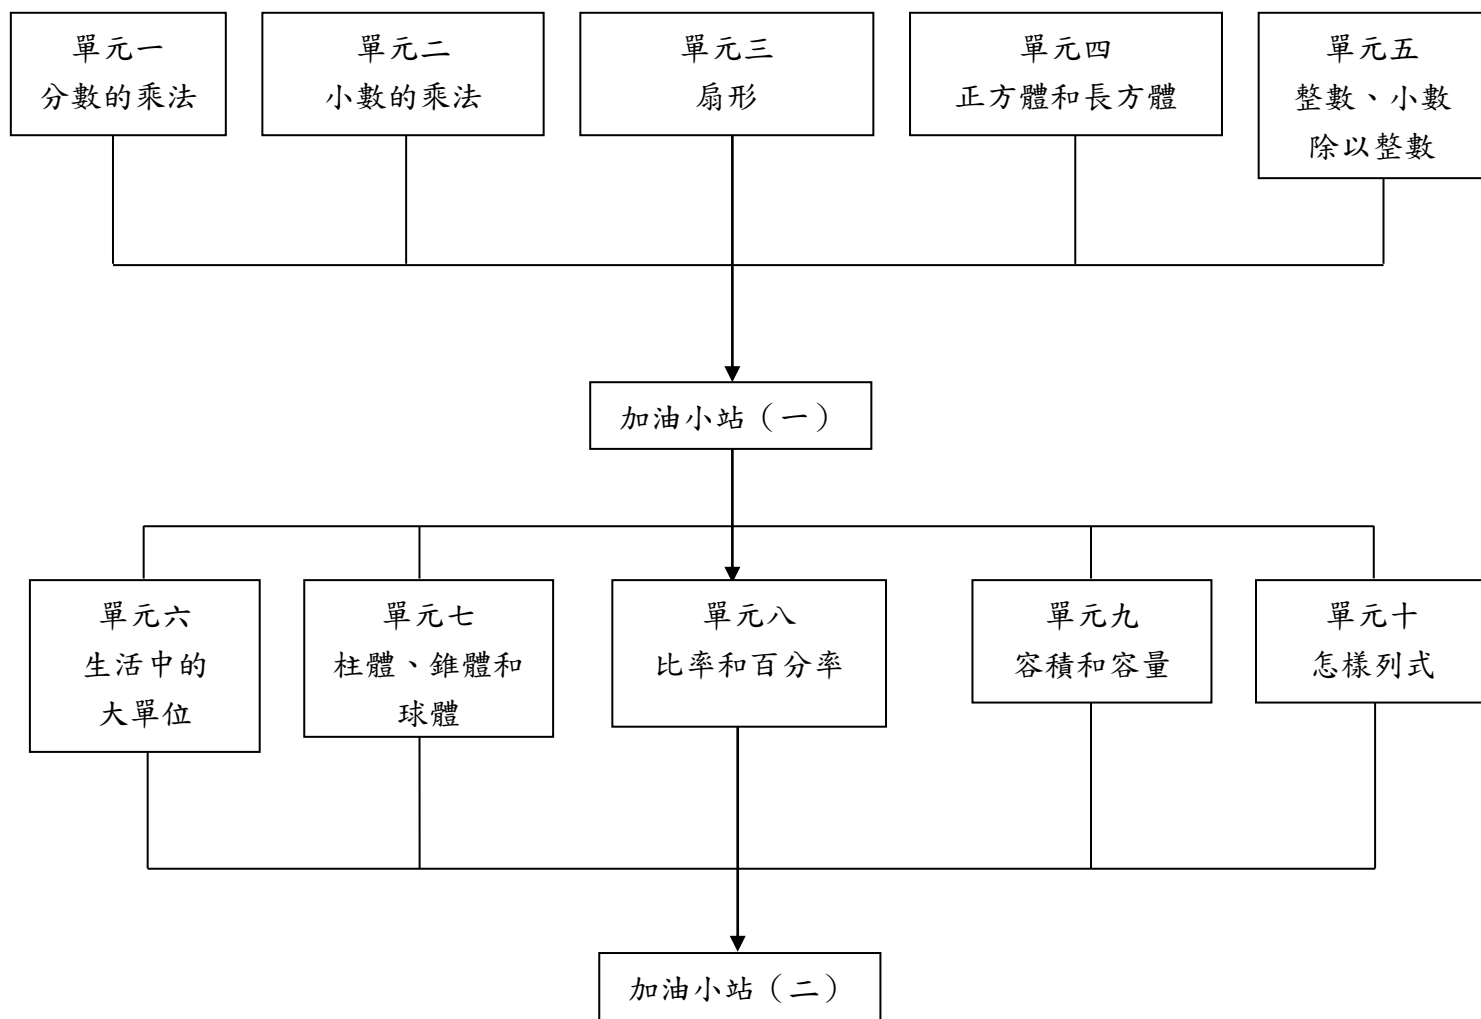 單元一
分數的乘法
單元二
小數的乘法
單元三
扇形
單元四
正方體和長方體
單元五
整數、小數
除以整數
加油小站（一）
單元六
生活中的
大單位
單元七
柱體、錐體和
球體
單元八
比率和百分率
單元九
容積和容量
單元十
怎樣列式
加油小站（二）